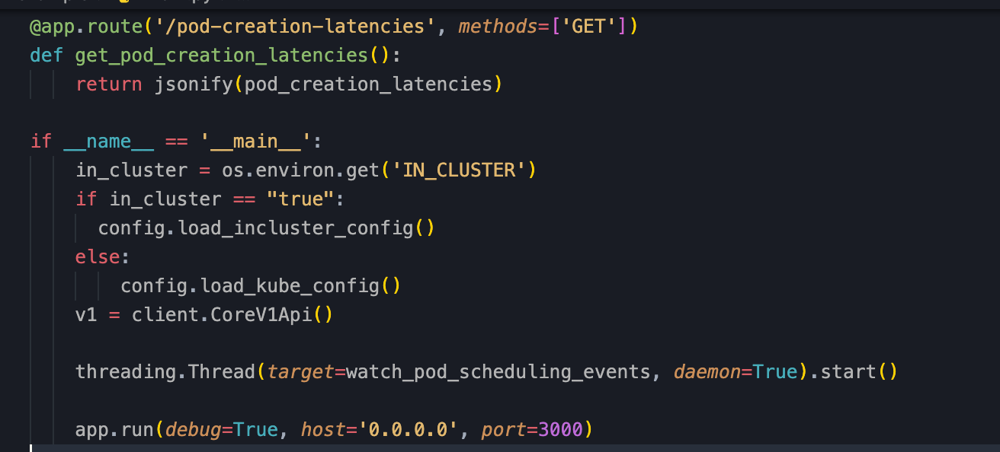 @app.route('/pod-creation-latencies', methods=['GET'])
def get_pod_creation_latencies():
    return jsonify(pod_creation_latencies)

if __name__ == '__main__':
    in_cluster = os.environ.get('IN_CLUSTER')
    if in_cluster == "true":
      config.load_incluster_config()
    else:
        config.load_kube_config()
    v1 = client.CoreV1Api()

    threading.Thread(target=watch_pod_scheduling_events, daemon=True).start()

    app.run(debug=True, host='0.0.0.0', port=3000)